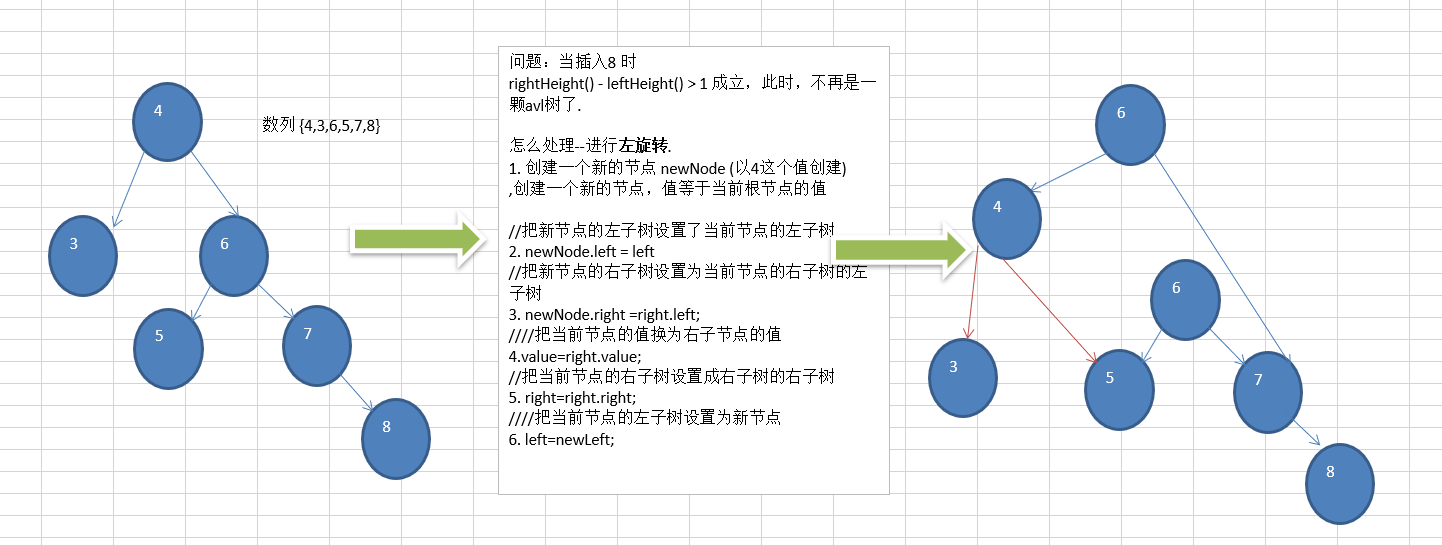 4
3
6
5
7
8
数列 {4,3,6,5,7,8}
问题：当插入8 时
rightHeight() - leftHeight() > 1 成立，此时，不再是一
颗avl树了.
怎么处理--进行左旋转.
1. 创建一个新的节点 newNode (以4这个值创建)
,创建一个新的节点，值等于当前根节点的值
//把新节点的左子树设置了当前节点的左子树
2. newNode.left = left
//把新节点的右子树设置为当前节点的右子树的左
子树
3. newNode.right =right.left;
////把当前节点的值换为右子节点的值
4.value=right.value;
//把当前节点的右子树设置成右子树的右子树
5. right=right.right;
////把当前节点的左子树设置为新节点
6. left=newLeft;
6
4
6
3
5
7
8